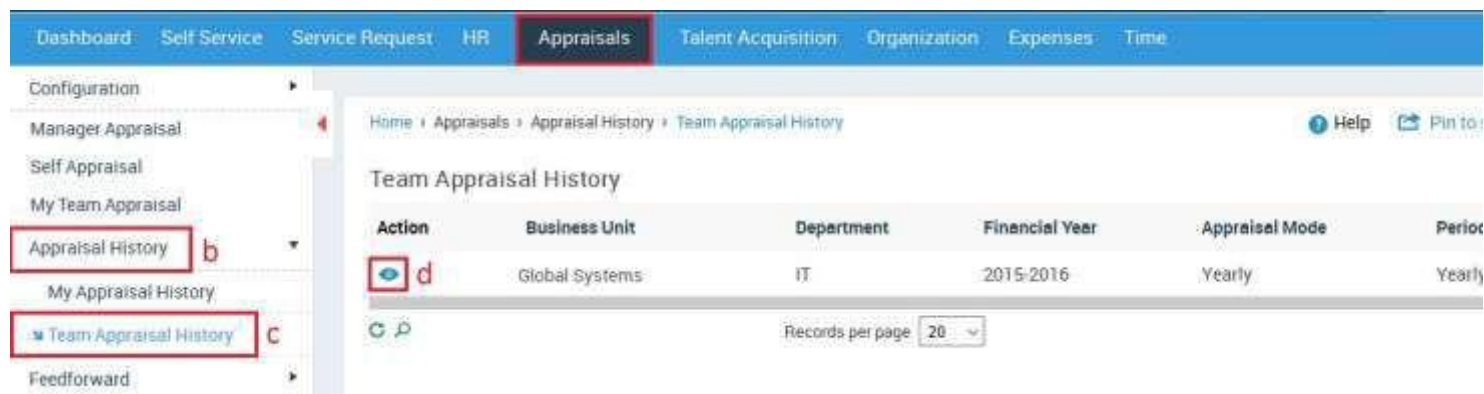 Dashboard Self Service Service Request HR Appraisals Talent Acquisition Organization Expenses Time
Configuration
Manager Appraisal
Self Appraisal
My Team Appraisal
Appraisal History b
My Appraisal History
Team Appraisal History c
Feedforward
Home Appraisals Appraisal History Team Appraisal History
Help Pin to
Team Appraisal History
Action Business Unit Department Financial Year Appraisal Mode Period
d Global Systems IT 2015-2016 Yearly Yearly
Records per page 20